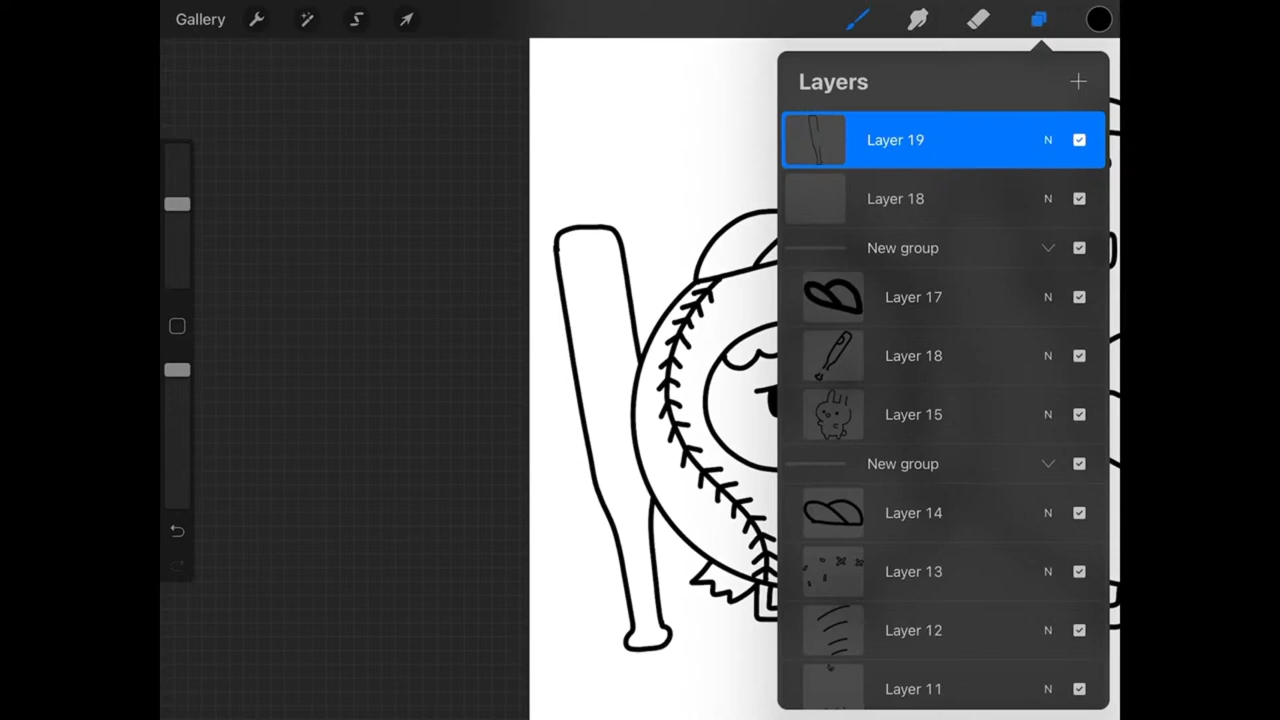 Gallery
Layers
Layer 19 N
Layer 18 N
New group
Layer 17 N
Layer 18 N
Layer 15 N
New group
Layer 14 N
Layer 13 N
Layer 12 N
Layer 11 N